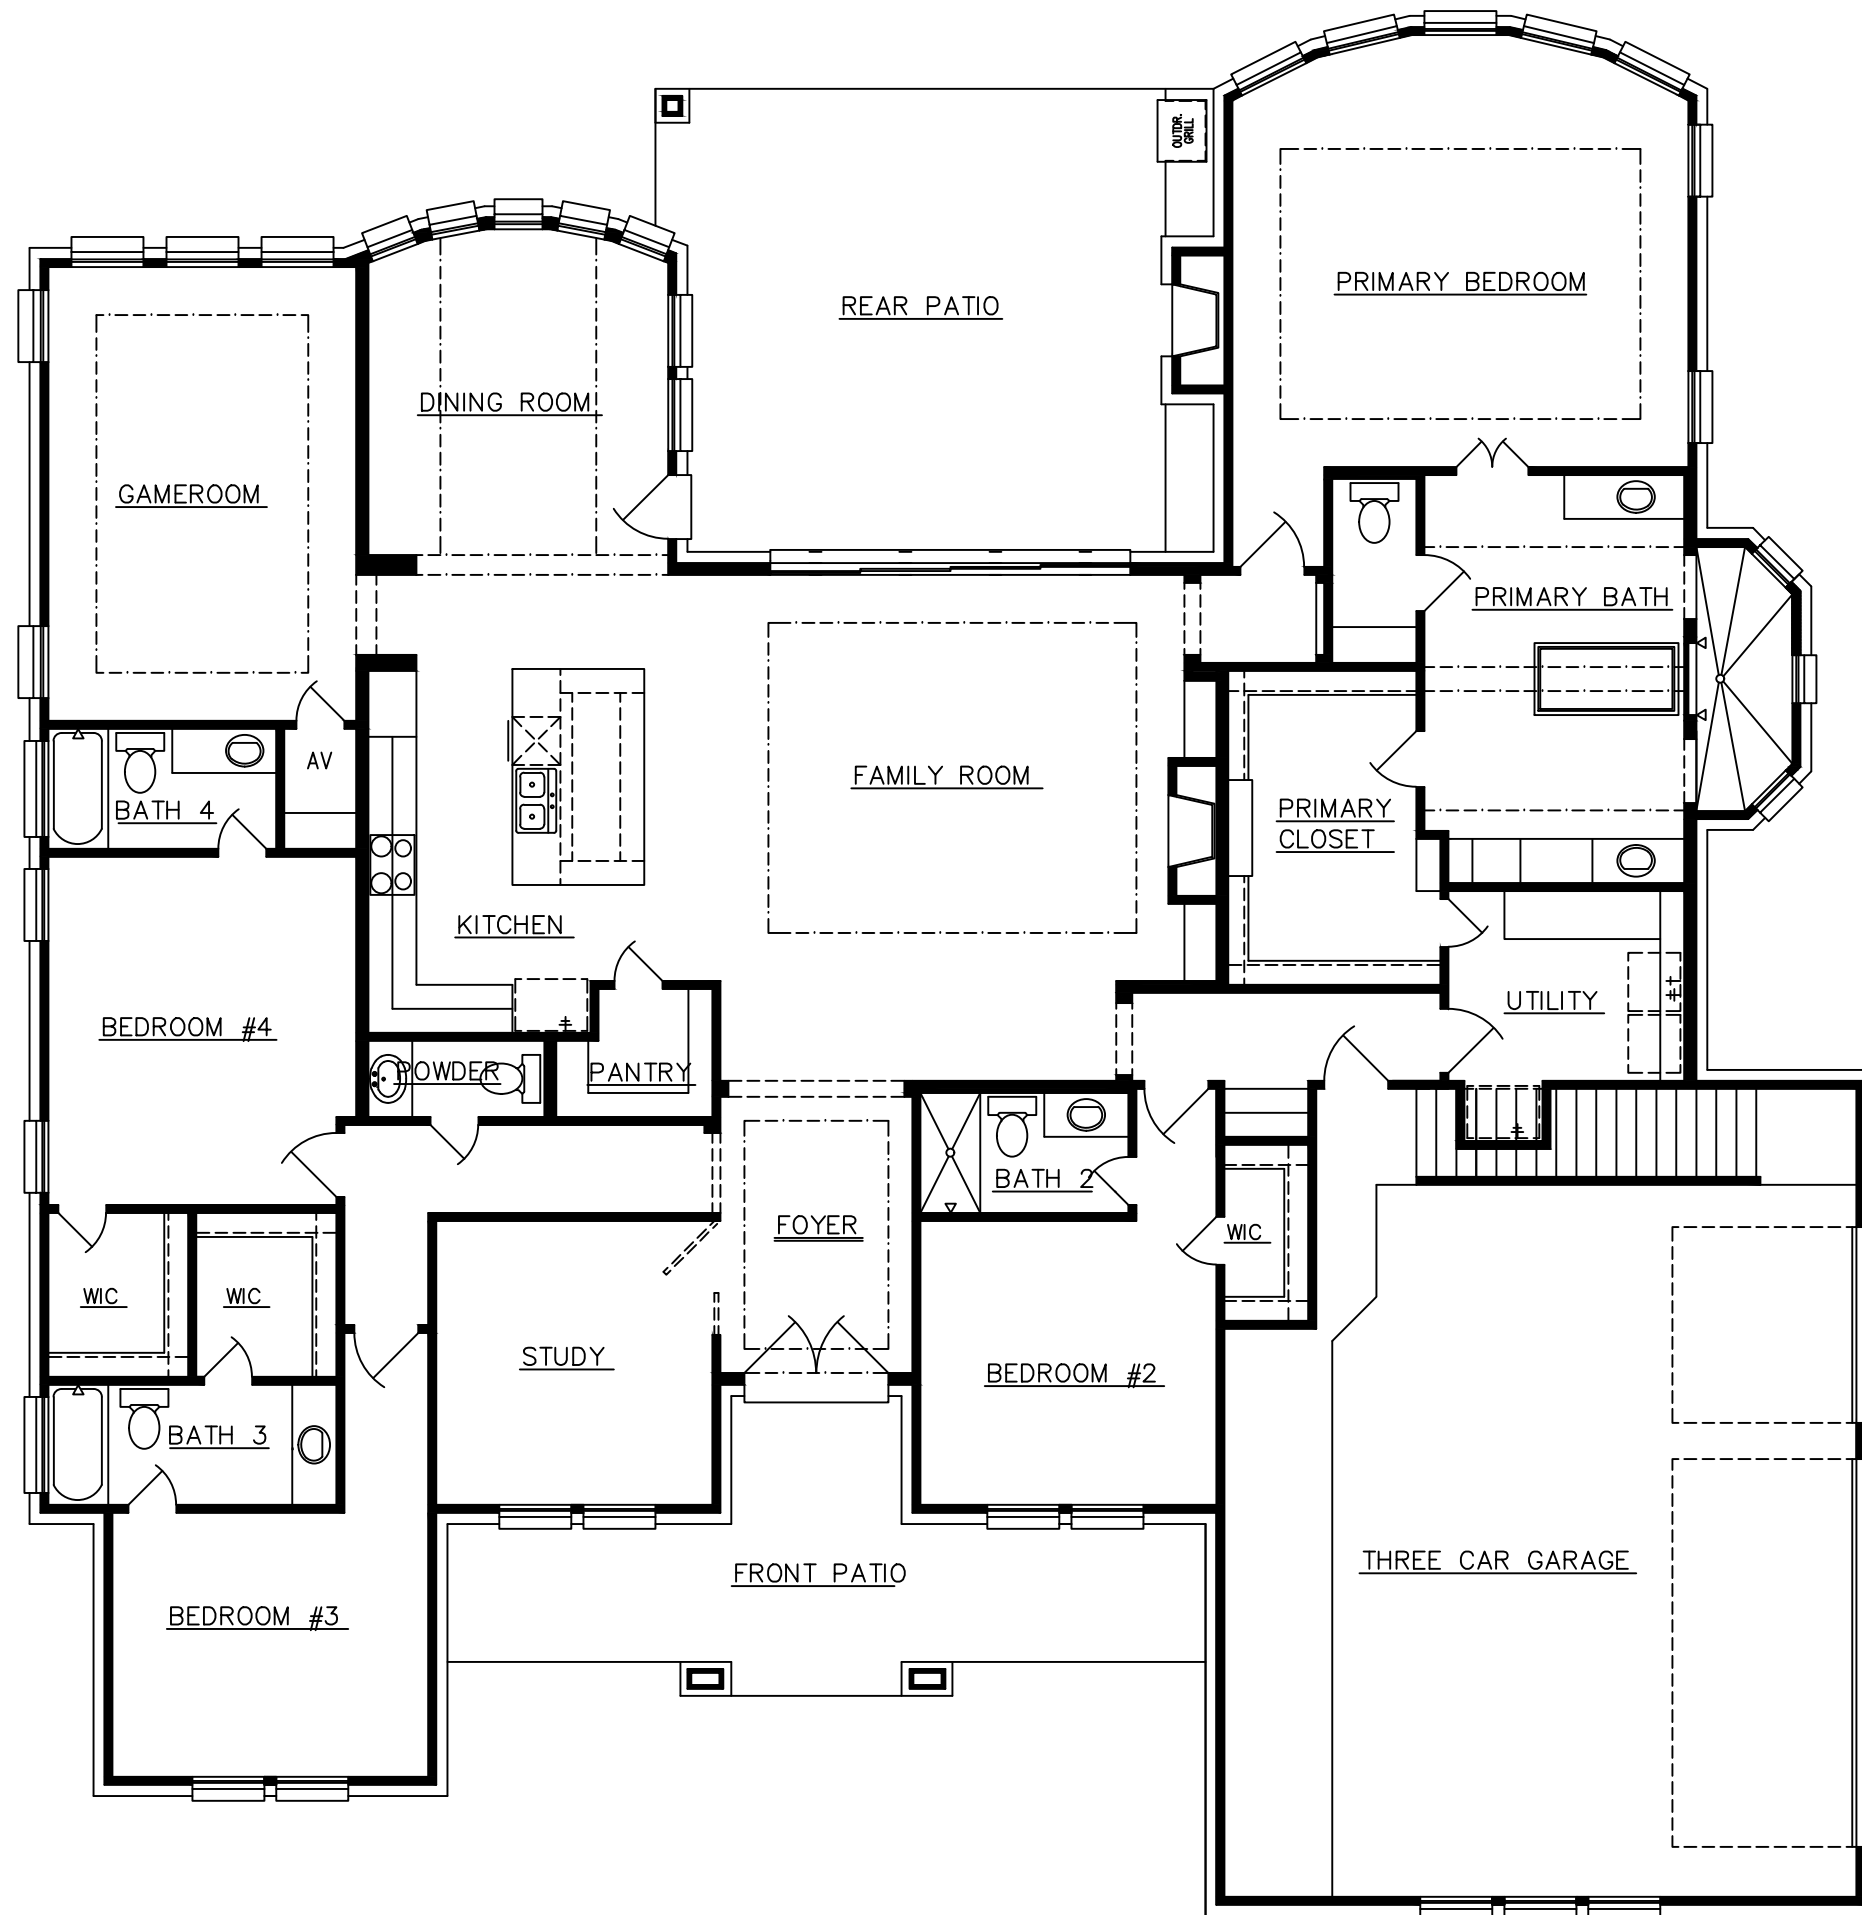 OUTDR.
GRILL
PRIMARY BEDROOM
REAR PATIO
DINING ROOM
GAMEROOM
PRIMARY BATH
AV
FAMILY ROOM
BATH 4
PRIMARY
CLOSET
KITCHEN
UTILITY
BEDROOM #4
POWDER
PANTRY
BATH 2
FOYER
WIC
WIC
WIC
STUDY
BEDROOM #2
BATH 3
THREE CAR GARAGE
FRONT PATIO
BEDROOM #3